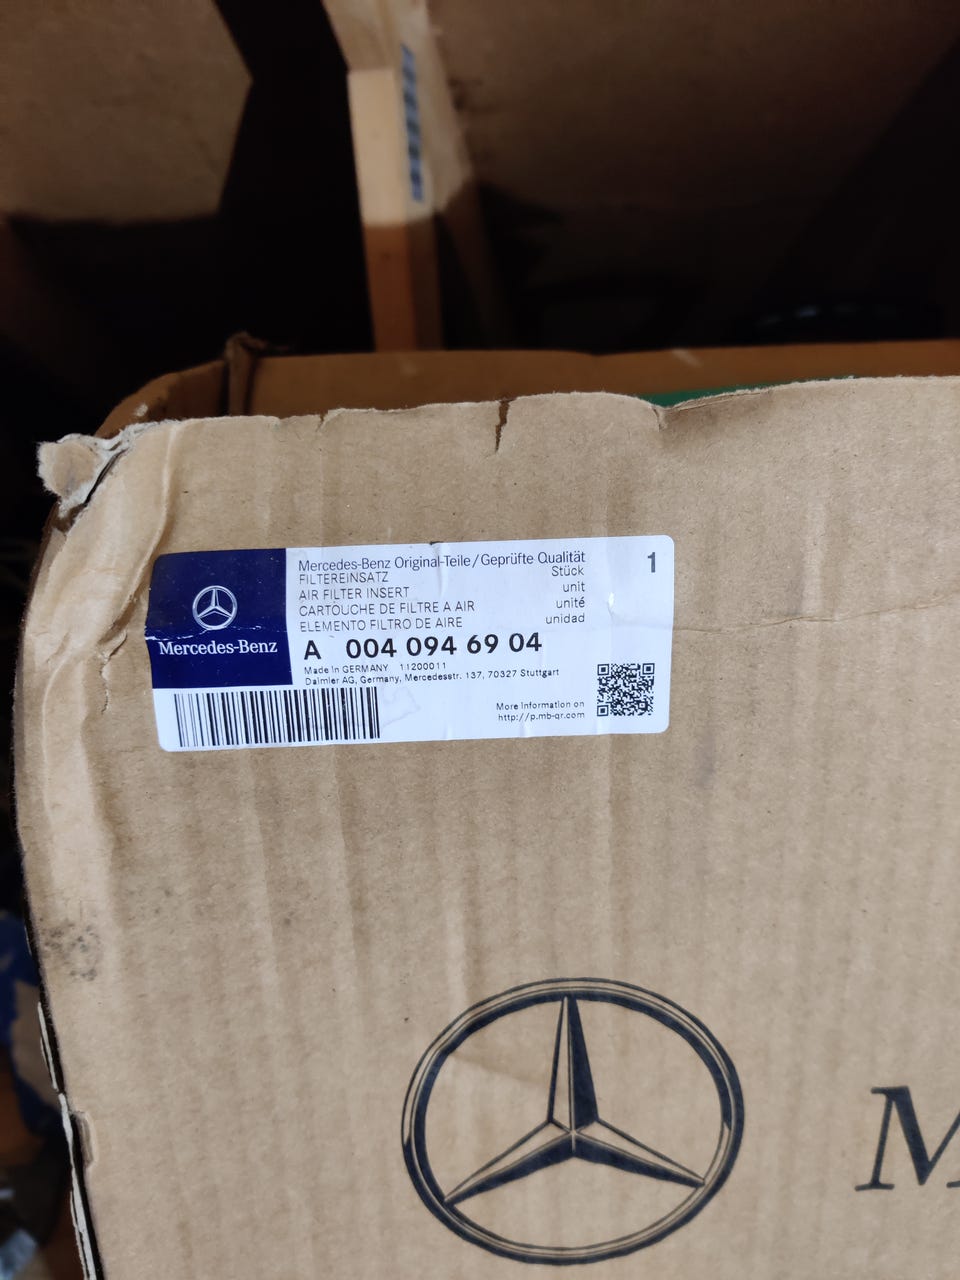 Mercedes-Benz Original-Teile/Geprüfte Qualität 1
FILTEREINSATZ Stück
AIR FILTER INSERT unit
CARTOUCHE DE FILTRE A AIR unité
ELEMENTO FILTRO DE AIRE unidad
Mercedes-Benz
A 004 094 69 04
Made in GERMANY 11200011
Daimler AG, Germany, Mercedesstr. 137, 70327 Stuttgart
More Information on
http://p.mb-qr.com
M